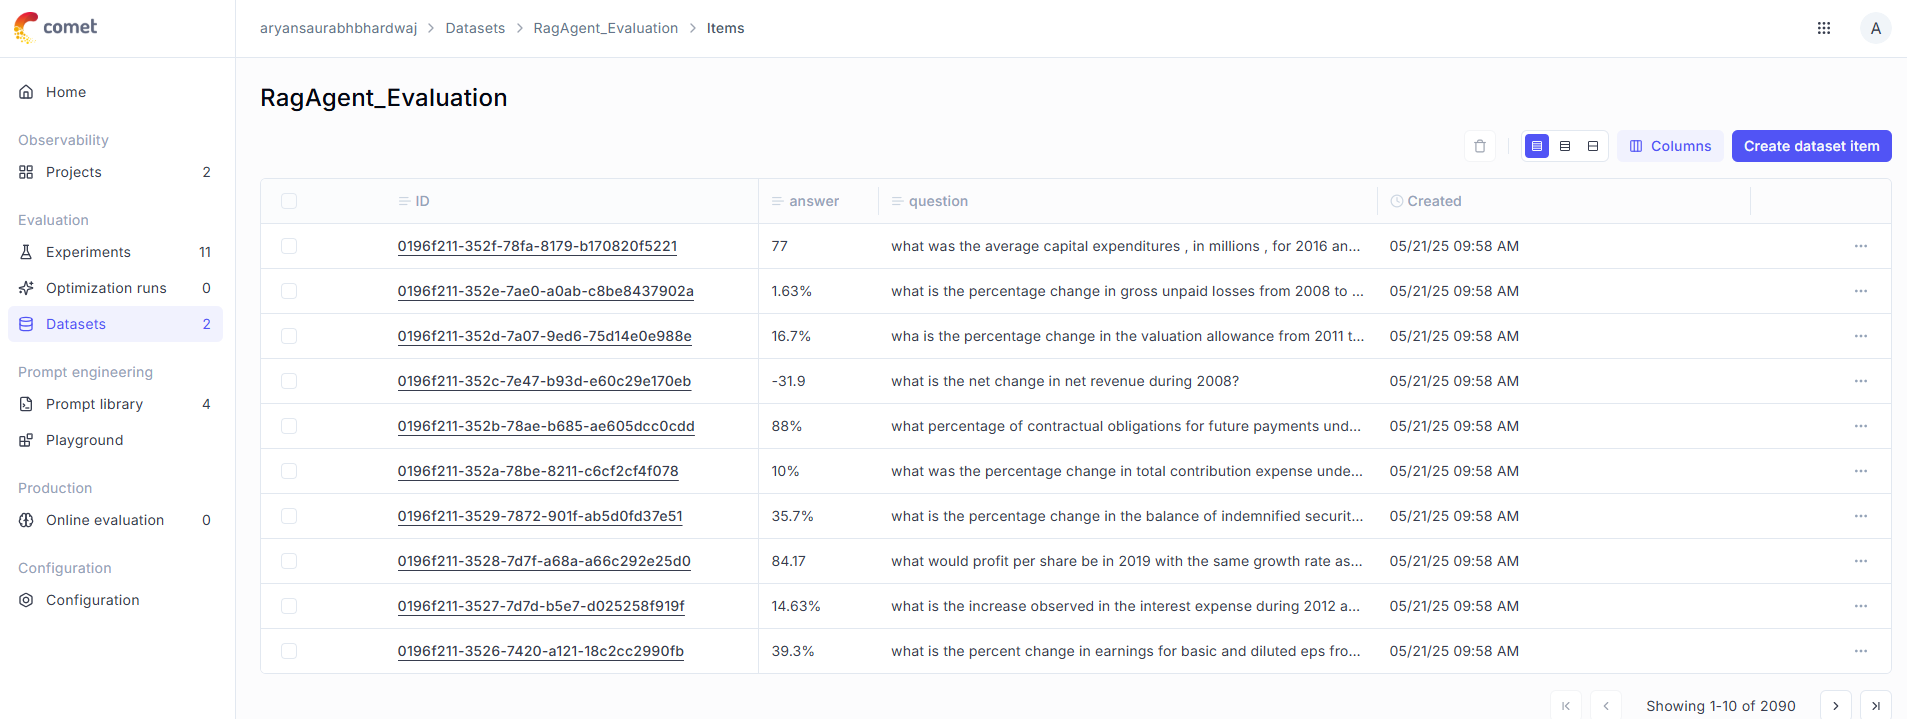 comet
aryansaurabhbhardwaj > Datasets > RagAgent_Evaluation > Items
A
Home
Observability
Projects 2
Evaluation
Experiments 11
Optimization runs 0
Datasets 2
Prompt engineering
Prompt library 4
Playground
Production
Online evaluation 0
Configuration
Configuration
RagAgent_Evaluation
Columns
Create dataset item
ID answer question Created
0196f211-352f-78fa-8179-b170820f5221 77 what was the average capital expenditures , in millions , for 2016 an... 05/21/25 09:58 AM
0196f211-352e-7ae0-a0ab-c8be8437902a 1.63% what is the percentage change in gross unpaid losses from 2008 to ... 05/21/25 09:58 AM
0196f211-352d-7a07-9ed6-75d14e0e988e 16.7% wha is the percentage change in the valuation allowance from 2011 t... 05/21/25 09:58 AM
0196f211-352c-7e47-b93d-e60c29e170eb -31.9 what is the net change in net revenue during 2008? 05/21/25 09:58 AM
0196f211-352b-78ae-b685-ae605dcc0cdd 88% what percentage of contractual obligations for future payments und... 05/21/25 09:58 AM
0196f211-352a-78be-8211-c6cf2cf4f078 10% what was the percentage change in total contribution expense unde... 05/21/25 09:58 AM
0196f211-3529-7872-901f-ab5d0fd37e51 35.7% what is the percentage change in the balance of indemnified securit... 05/21/25 09:58 AM
0196f211-3528-7d7f-a68a-a66c292e25d0 84.17 what would profit per share be in 2019 with the same growth rate as... 05/21/25 09:58 AM
0196f211-3527-7d7d-b5e7-d025258f919f 14.63% what is the increase observed in the interest expense during 2012 a... 05/21/25 09:58 AM
0196f211-3526-7420-a121-18c2cc2990fb 39.3% what is the percent change in earnings for basic and diluted eps fro... 05/21/25 09:58 AM
Showing 1-10 of 2090